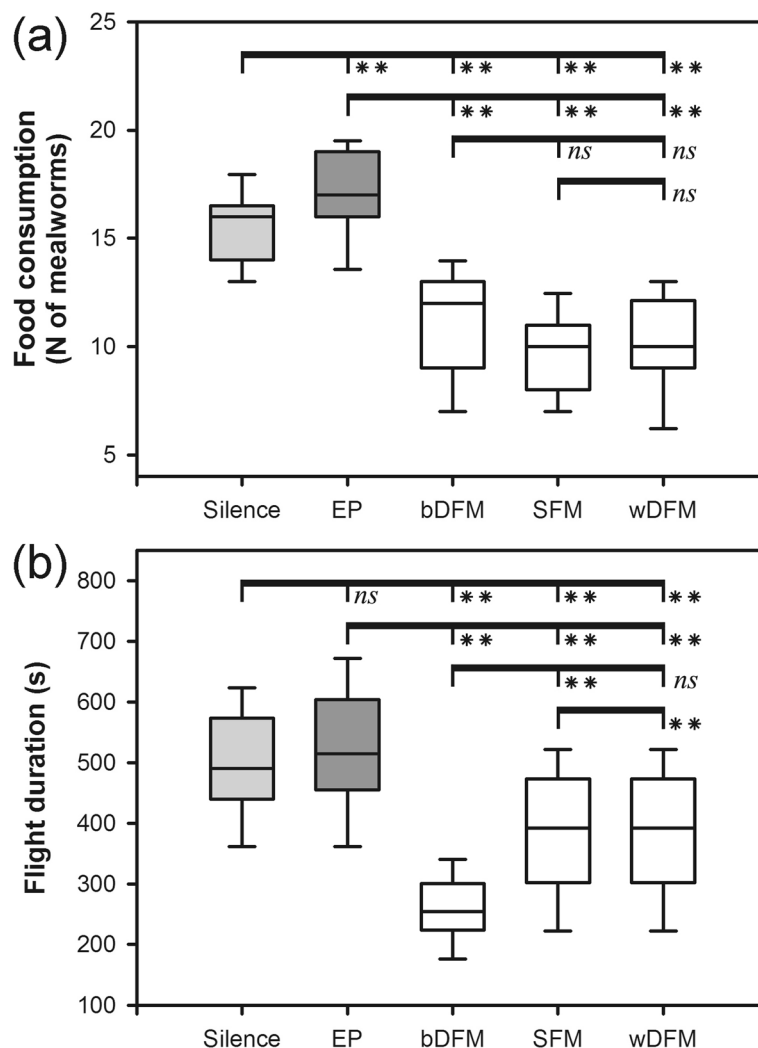 (a)
Food consumption
(N of mealworms)
25
20
15
10
5
** ** ** **
** ** **
ns ns
ns
Silence EP bDFM SFM wDFM
(b)
Flight duration (s)
800
700
600
500
400
300
200
100
ns ** ** **
** ** **
** ns
**
Silence EP bDFM SFM wDFM